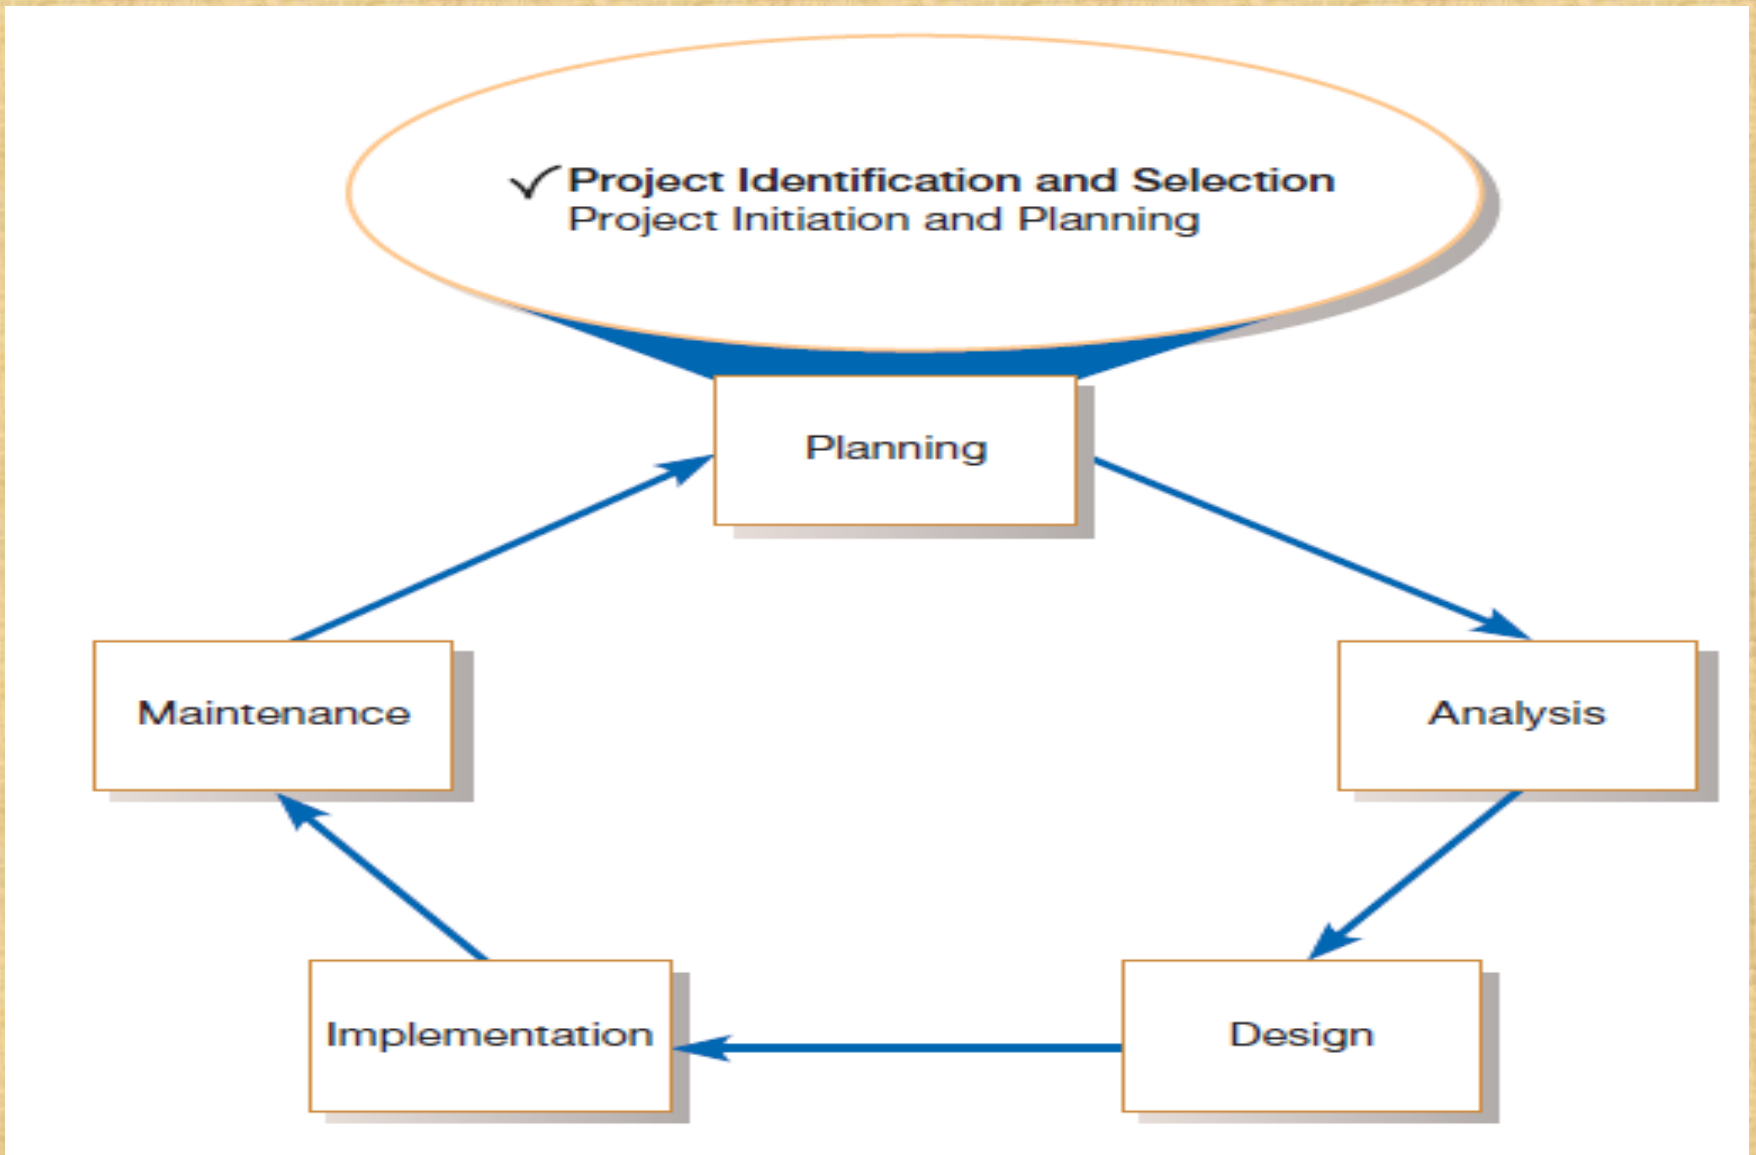 ✓Project Identification and Selection
Project Initiation and Planning
Planning
Maintenance
Analysis
Implementation
Design